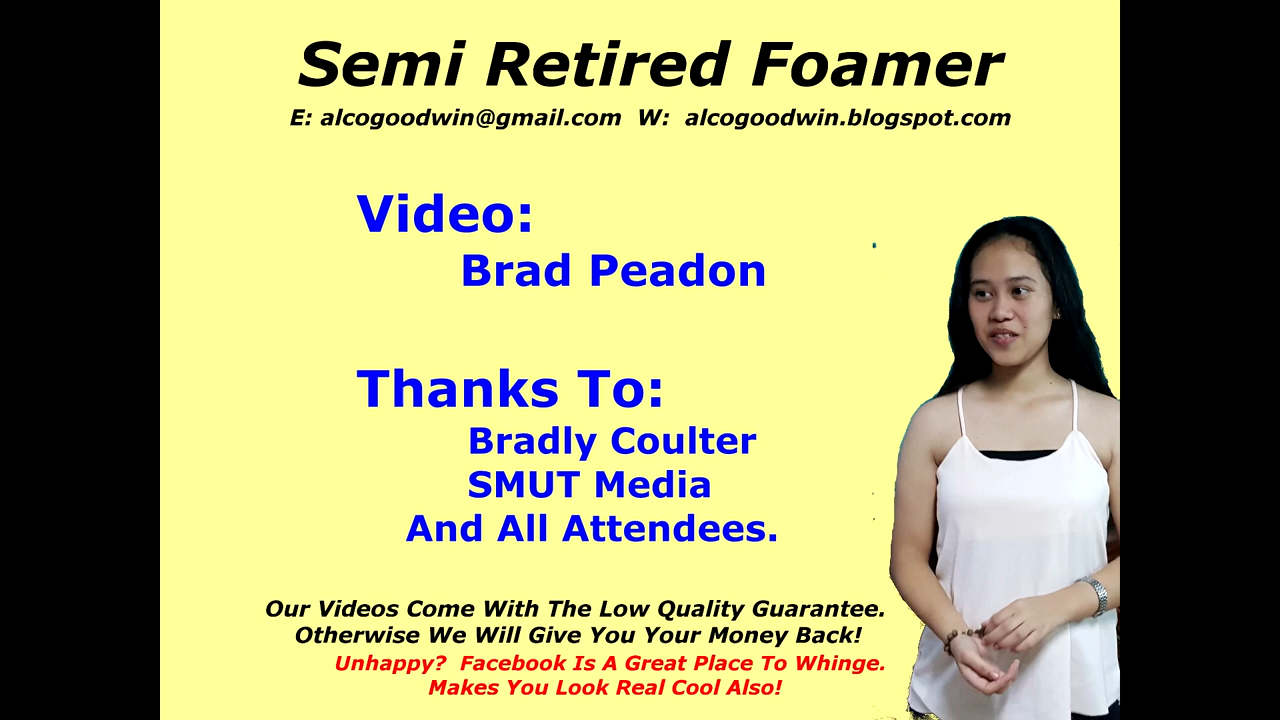 Semi Retired Foamer
E: alcogoodwin@gmail.com  W:  alcogoodwin.blogspot.com
Video:
Brad Peadon
Thanks To:
Bradly Coulter
SMUT Media
And All Attendees.
Our Videos Come With The Low Quality Guarantee.
Otherwise We Will Give You Your Money Back!
Unhappy?  Facebook Is A Great Place To Whinge.
Makes You Look Real Cool Also!